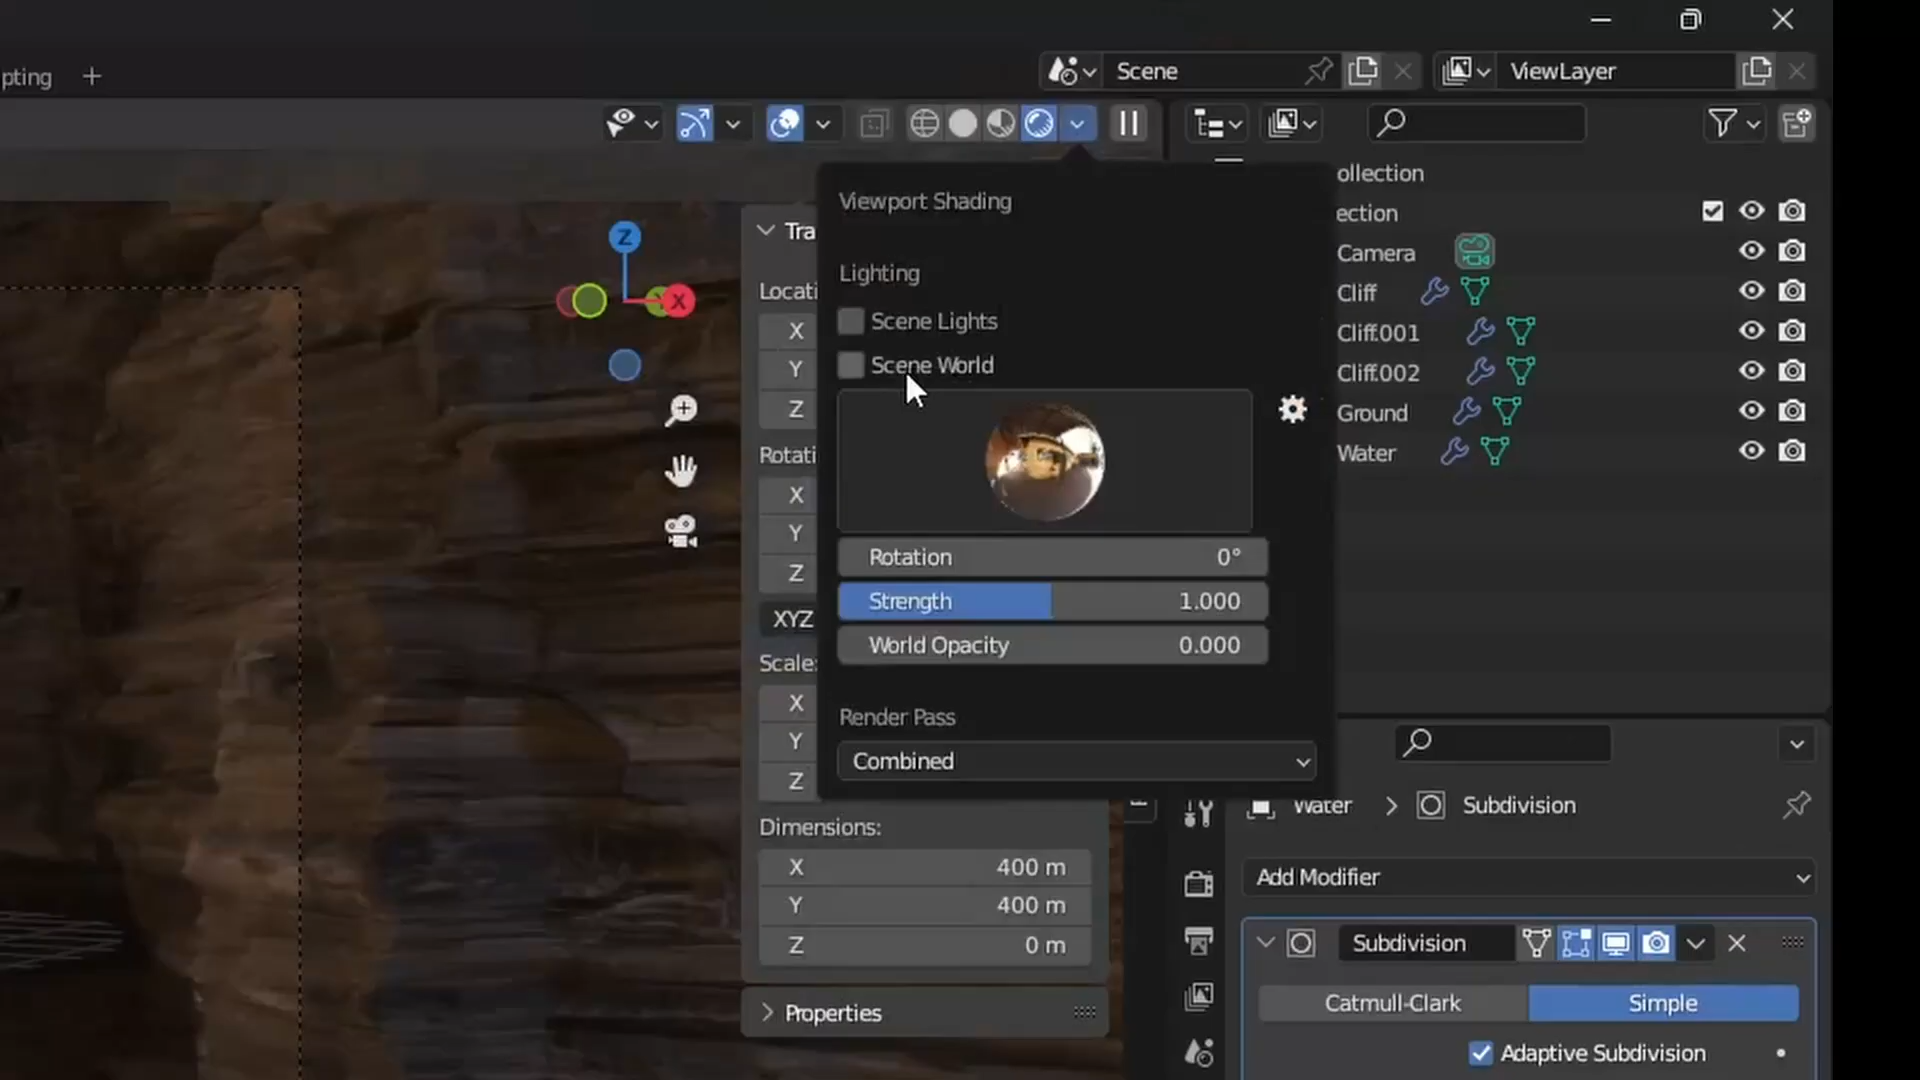 pting +
Scene
ViewLayer
Viewport Shading
Lighting
Scene Lights
Scene World
Rotation 0°
Strength 1.000
World Opacity 0.000
Render Pass
Combined
Z
X
Tra
Locati
X
Y
Z
Rotati
X
Y
Z
XYZ
Scale:
X
Y
Z
Dimensions:
X 400 m
Y 400 m
Z 0 m
Properties
ollection
ection
Camera
Cliff
Cliff.001
Cliff.002
Ground
Water
Water > Subdivision
Add Modifier
Subdivision
Catmull-Clark Simple
Adaptive Subdivision